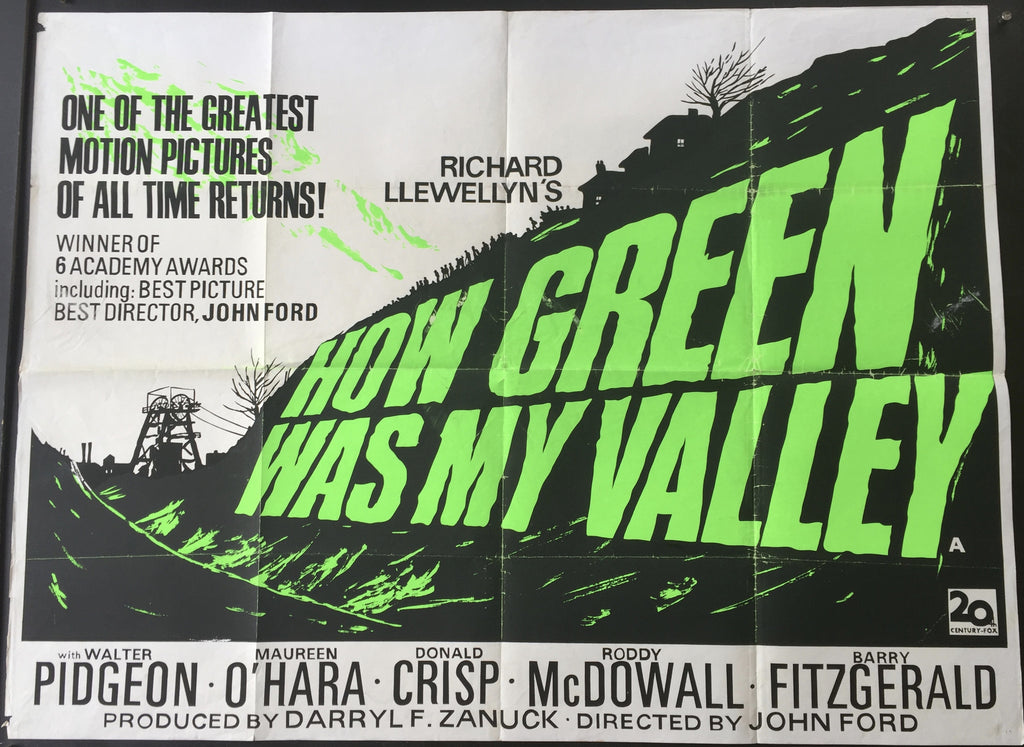 ONE OF THE GREATEST
MOTION PICTURES
OF ALL TIME RETURNS!
WINNER OF
6 ACADEMY AWARDS
including: BEST PICTURE
BEST DIRECTOR, JOHN FORD
RICHARD
LLEWELLYN'S
HOW GREEN
WAS MY VALLEY
A
20th
CENTURY-FOX
with WALTER PIDGEON · MAUREEN O'HARA · DONALD CRISP · RODDY McDOWALL · BARRY FITZGERALD
PRODUCED BY DARRYL F. ZANUCK · DIRECTED BY JOHN FORD